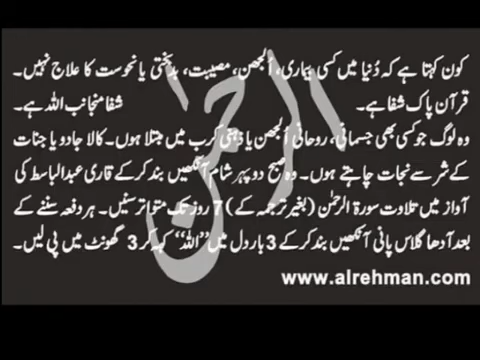 کون کہتا ہے کہ دُنیا میں کسی بیماری، اُلجھن، مصیبت، بدبختی یا نحوست کا علاج نہیں۔
قرآن پاک شفا ہے۔ شفا منجانب اللہ ہے۔
وہ لوگ جو کسی بھی جسمانی، روحانی اُلجھن یا ذہنی کرب میں مبتلا ہوں۔ کالا جادو یا جنات
کے شر سے نجات چاہتے ہوں۔ وہ صبح دوپہر شام آنکھیں بند کر کے قاری عبدالباسط کی
آواز میں تلاوت سورۃ الرحمٰن (بغیر ترجمہ کے) 7 روز تک متواتر سنیں۔ ہر دفعہ سننے کے
بعد آدھا گلاس پانی آنکھیں بند کر کے 3 بار دل میں ”اللہ“ کہہ کر 3 گھونٹ میں پی لیں۔
www.alrehman.com
الرحمٰن